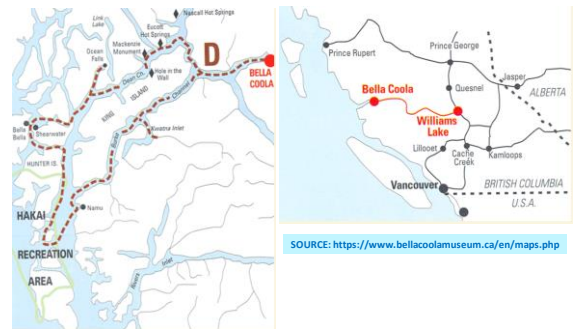 Nascall Hot Springs
Link
Lake
Eucott
Hot Springs
Ocean
Falls
Mackenzie
Monument
D
Hole in the
Wall
Dean Ch.
BELLA
COOLA
KING
ISLAND
Channel
Burke
Kwatna Inlet
Bella
Bella
Shearwater
HUNTER IS.
Namu
HAKAI
RECREATION
AREA
Rivers
Inlet
Prince Rupert
Prince George
Jasper
Quesnel
ALBERTA
Bella Coola
Williams
Lake
Lillooet
Cache
Creek
Kamloops
Vancouver
BRITISH COLUMBIA
U.S.A.
SOURCE: https://www.bellacoolamuseum.ca/en/maps.php